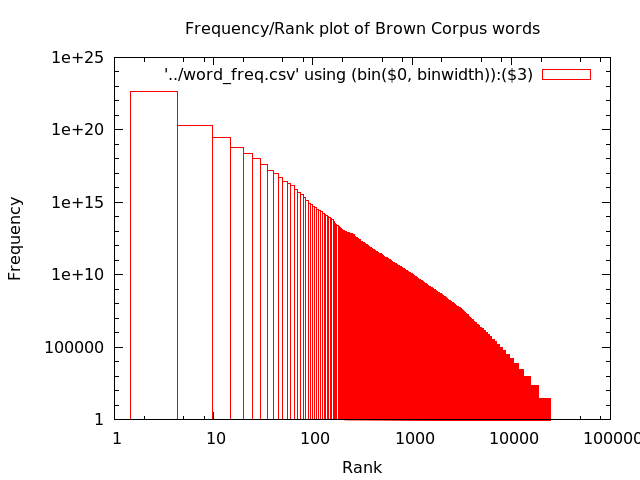 Frequency/Rank plot of Brown Corpus words
1e+25
'../word_freq.csv' using (bin($0, binwidth)):($3)
1e+20
1e+15
Frequency
1e+10
100000
1
1 10 100 1000 10000 100000
Rank